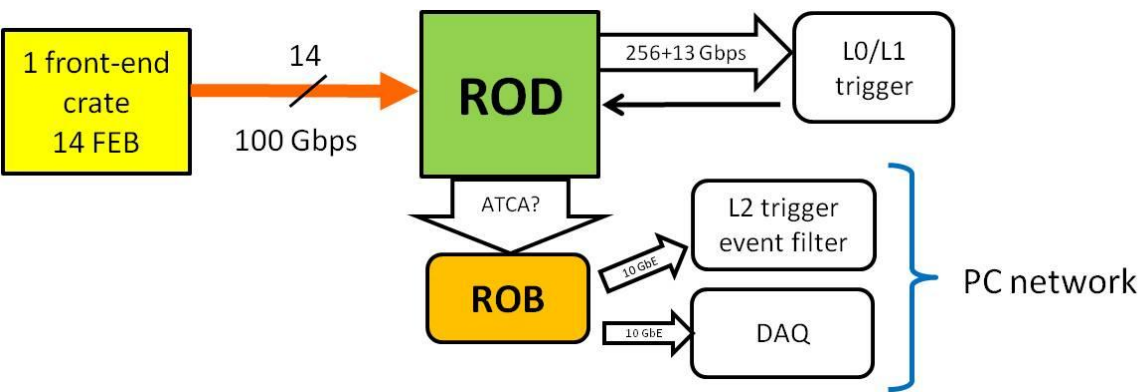 1 front-end
crate
14 FEB
14
100 Gbps
ROD
256+13 Gbps
L0/L1
trigger
ATCA?
ROB
10 GbE
10 GbE
L2 trigger
event filter
DAQ
PC network